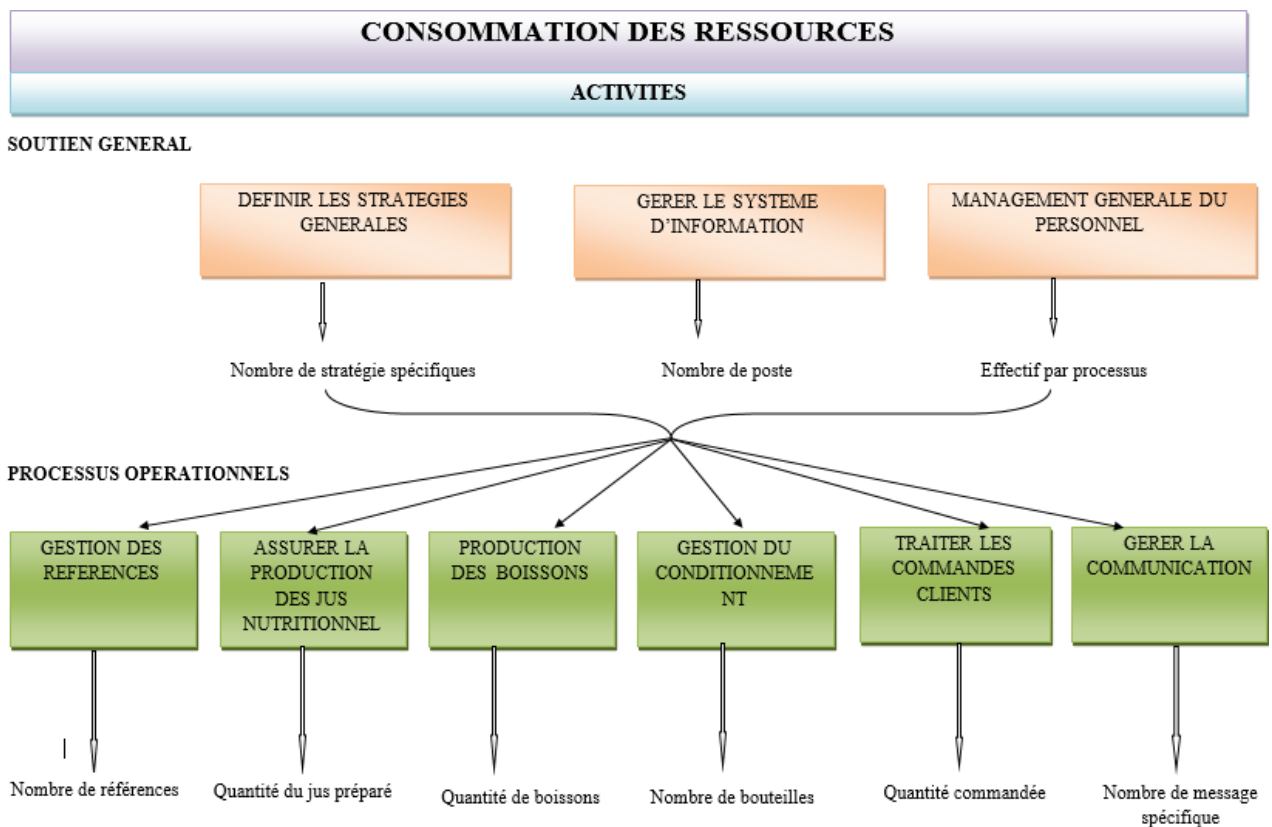 CONSOMMATION DES RESSOURCES
ACTIVITES
SOUTIEN GENERAL
DEFINIR LES STRATEGIES
GENERALES
GERER LE SYSTEME
D'INFORMATION
MANAGEMENT GENERALE DU
PERSONNEL
Nombre de stratégie spécifiques
Nombre de poste
Effectif par processus
PROCESSUS OPERATIONNELS
GESTION DES
REFERENCES
ASSURER LA
PRODUCTION
DES JUS
NUTRITIONNEL
PRODUCTION
DES BOISSONS
GESTION DU
CONDITIONNEME
NT
TRAITER LES
COMMANDES
CLIENTS
GERER LA
COMMUNICATION
Nombre de références
Quantité du jus préparé
Quantité de boissons
Nombre de bouteilles
Quantité commandée
Nombre de message
spécifique